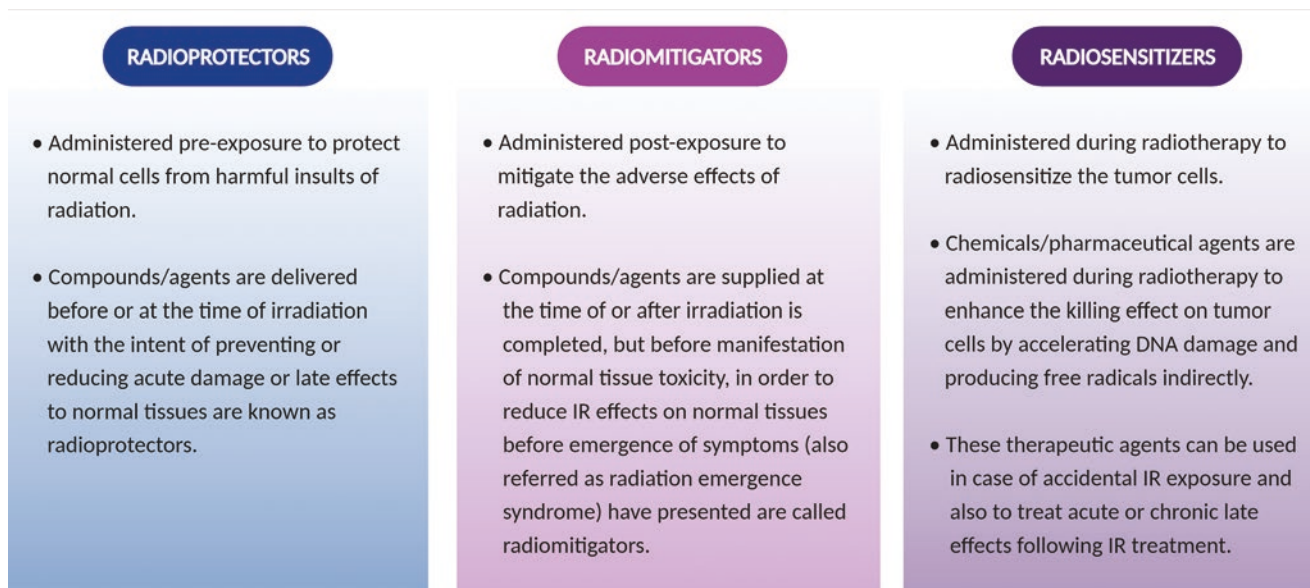 RADIOPROTECTORS
• Administered pre-exposure to protect
normal cells from harmful insults of
radiation.
• Compounds/agents are delivered
before or at the time of irradiation
with the intent of preventing or
reducing acute damage or late effects
to normal tissues are known as
radioprotectors.
RADIOMITIGATORS
• Administered post-exposure to
mitigate the adverse effects of
radiation.
• Compounds/agents are supplied at
the time of or after irradiation is
completed, but before manifestation
of normal tissue toxicity, in order to
reduce IR effects on normal tissues
before emergence of symptoms (also
referred as radiation emergence
syndrome) have presented are called
radiomitigators.
RADIOSENSITIZERS
• Administered during radiotherapy to
radiosensitize the tumor cells.
• Chemicals/pharmaceutical agents are
administered during radiotherapy to
enhance the killing effect on tumor
cells by accelerating DNA damage and
producing free radicals indirectly.
• These therapeutic agents can be used
in case of accidental IR exposure and
also to treat acute or chronic late
effects following IR treatment.